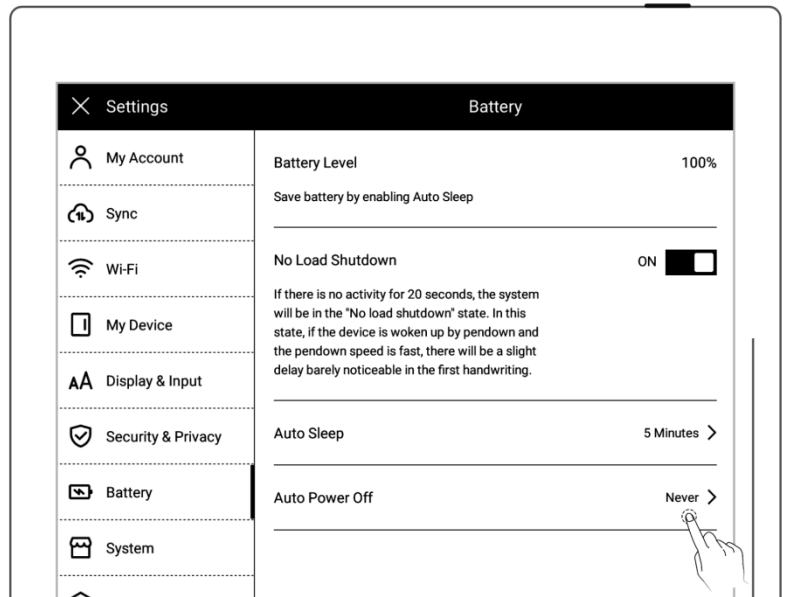 Settings
Battery
My Account
Sync
Wi-Fi
My Device
Display & Input
Security & Privacy
Battery
System
Battery Level
100%
Save battery by enabling Auto Sleep
No Load Shutdown
ON
If there is no activity for 20 seconds, the system
will be in the "No load shutdown" state. In this
state, if the device is woken up by pendown and
the pendown speed is fast, there will be a slight
delay barely noticeable in the first handwriting.
Auto Sleep
5 Minutes
Auto Power Off
Never